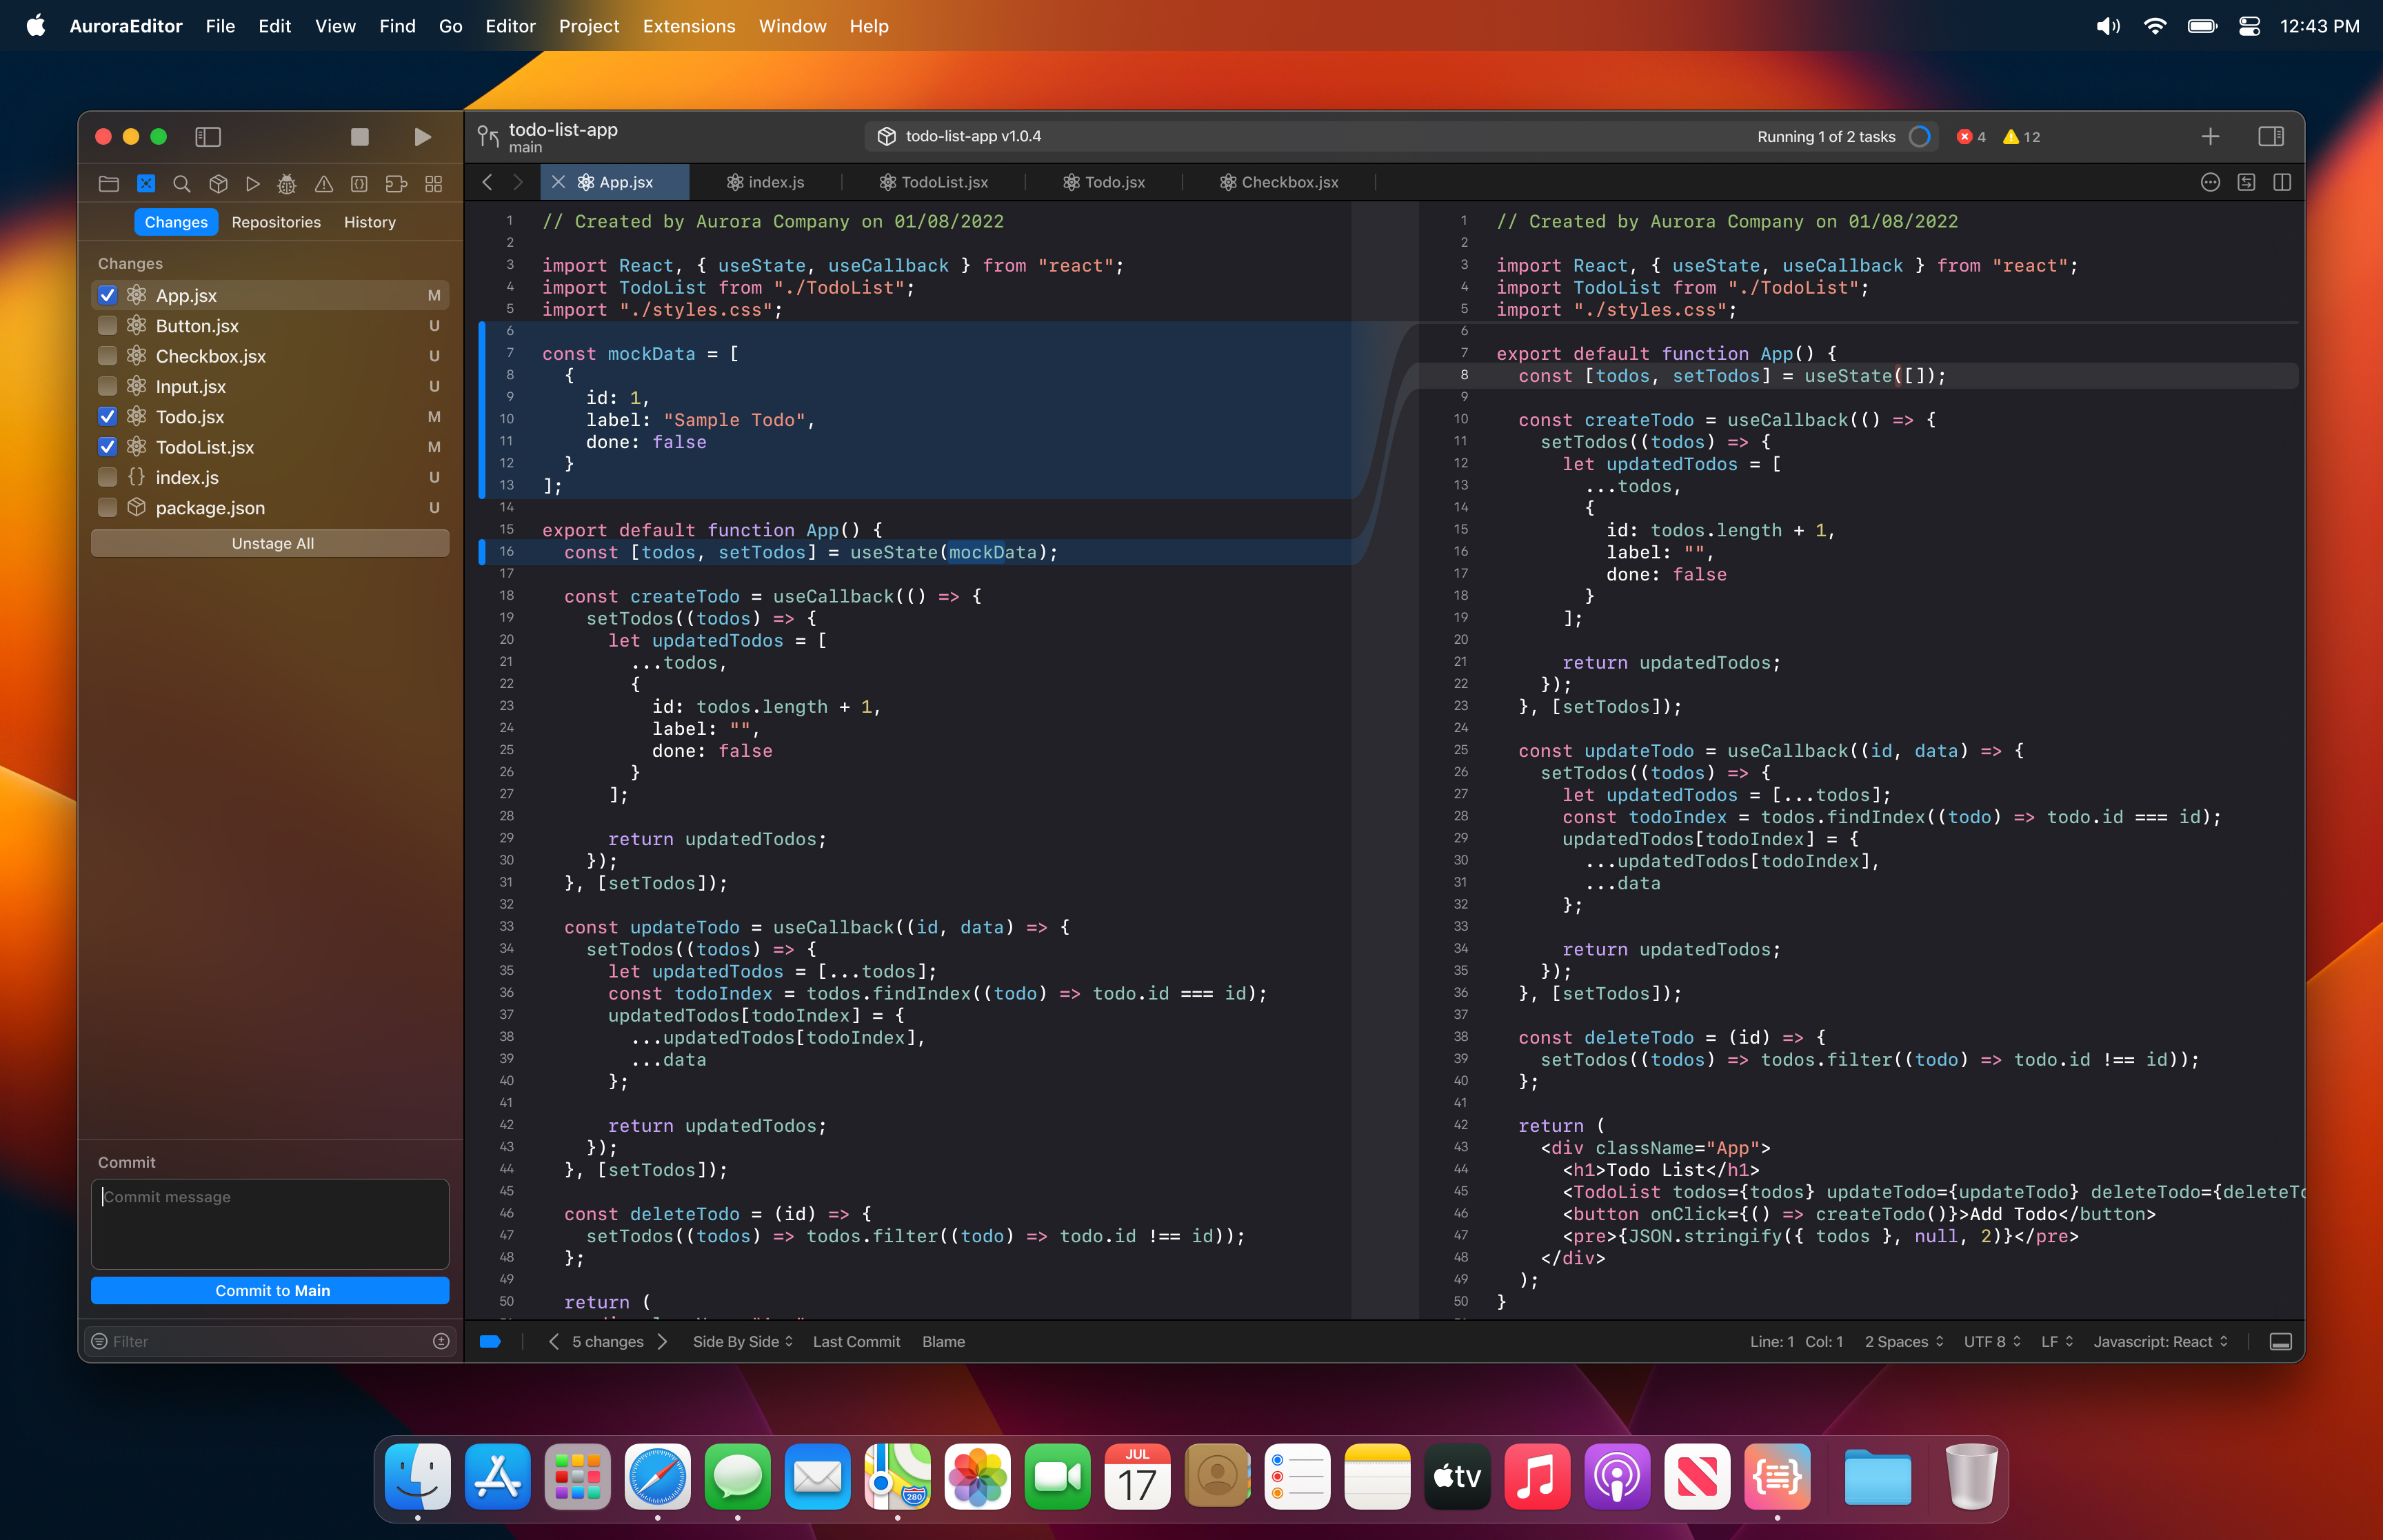 AuroraEditor File Edit View Find Go Editor Project Extensions Window Help
12:43 PM
todo-list-app
main
todo-list-app v1.0.4
Running 1 of 2 tasks
4
12
App.jsx
index.js
TodoList.jsx
Todo.jsx
Checkbox.jsx
Changes
Repositories
History
Changes
App.jsx M
Button.jsx U
Checkbox.jsx U
Input.jsx U
Todo.jsx M
TodoList.jsx M
{} index.js U
package.json U
Unstage All
Commit
Commit message
Commit to Main
Filter
1 // Created by Aurora Company on 01/08/2022
2
3 import React, { useState, useCallback } from "react";
4 import TodoList from "./TodoList";
5 import "./styles.css";
6
7 const mockData = [
8 {
9 id: 1,
10 label: "Sample Todo",
11 done: false
12 }
13 ];
14
15 export default function App() {
16 const [todos, setTodos] = useState(mockData);
17
18 const createTodo = useCallback(() => {
19 setTodos((todos) => {
20 let updatedTodos = [
21 ...todos,
22 {
23 id: todos.length + 1,
24 label: "",
25 done: false
26 }
27 ];
28
29 return updatedTodos;
30 });
31 }, [setTodos]);
32
33 const updateTodo = useCallback((id, data) => {
34 setTodos((todos) => {
35 let updatedTodos = [...todos];
36 const todoIndex = todos.findIndex((todo) => todo.id === id);
37 updatedTodos[todoIndex] = {
38 ...updatedTodos[todoIndex],
39 ...data
40 };
41
42 return updatedTodos;
43 });
44 }, [setTodos]);
45
46 const deleteTodo = (id) => {
47 setTodos((todos) => todos.filter((todo) => todo.id !== id));
48 };
49
50 return (
1 // Created by Aurora Company on 01/08/2022
2
3 import React, { useState, useCallback } from "react";
4 import TodoList from "./TodoList";
5 import "./styles.css";
6
7 export default function App() {
8 const [todos, setTodos] = useState([]);
9
10 const createTodo = useCallback(() => {
11 setTodos((todos) => {
12 let updatedTodos = [
13 ...todos,
14 {
15 id: todos.length + 1,
16 label: "",
17 done: false
18 }
19 ];
20
21 return updatedTodos;
22 });
23 }, [setTodos]);
24
25 const updateTodo = useCallback((id, data) => {
26 setTodos((todos) => {
27 let updatedTodos = [...todos];
28 const todoIndex = todos.findIndex((todo) => todo.id === id);
29 updatedTodos[todoIndex] = {
30 ...updatedTodos[todoIndex],
31 ...data
32 };
33
34 return updatedTodos;
35 });
36 }, [setTodos]);
37
38 const deleteTodo = (id) => {
39 setTodos((todos) => todos.filter((todo) => todo.id !== id));
40 };
41
42 return (
43 <div className="App">
44 <h1>Todo List</h1>
45 <TodoList todos={todos} updateTodo={updateTodo} deleteTodo={deleteTo
46 <button onClick={() => createTodo()}>Add Todo</button>
47 <pre>{JSON.stringify({ todos }, null, 2)}</pre>
48 </div>
49 );
50 }
5 changes
Side By Side
Last Commit
Blame
Line: 1 Col: 1
2 Spaces
UTF 8
LF
Javascript: React
280
JUL
17
tv